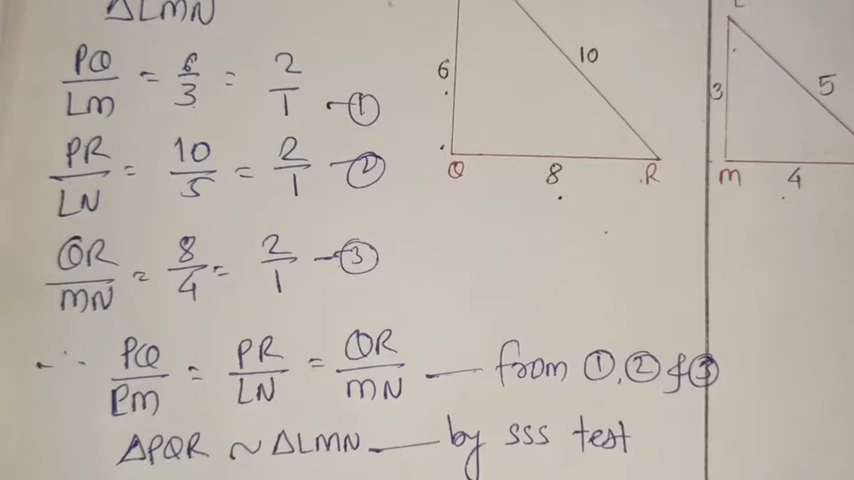 ΔLMN
PQ/LM = 6/3 = 2/1 —①
PR/LN = 10/5 = 2/1 —②
QR/MN = 8/4 = 2/1 —③
∴ PQ/PM = PR/LN = QR/MN — from ①, ② & ③
ΔPQR ~ ΔLMN — by sss test
6
10
Q
8
R
L
3
5
M
4